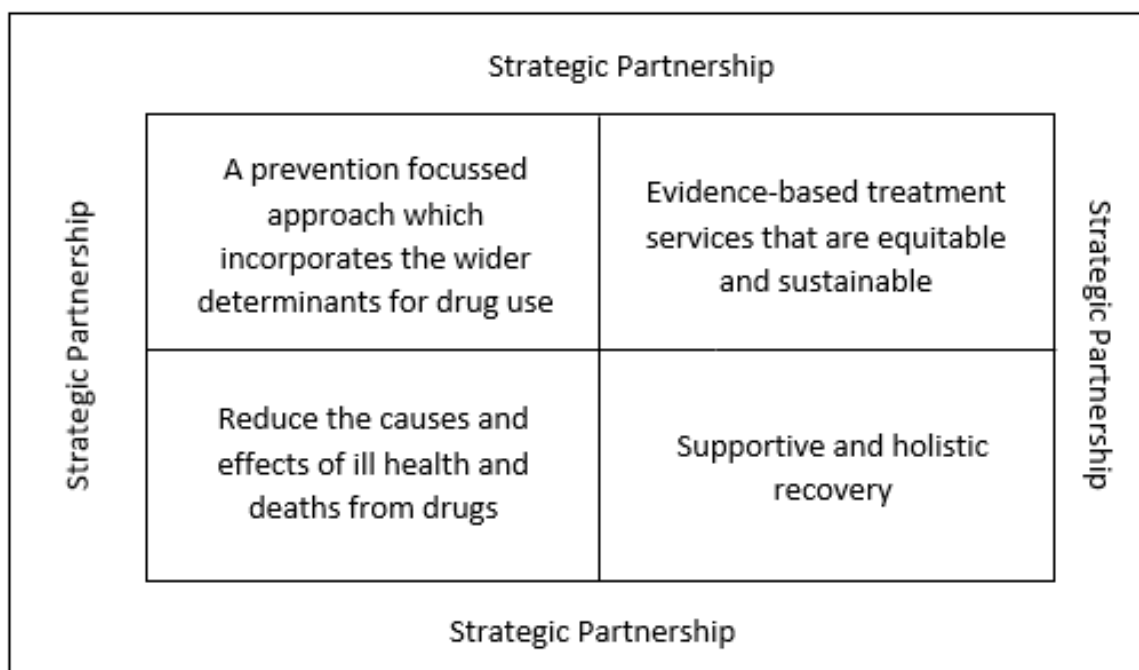 Strategic Partnership
A prevention focussed
approach which
incorporates the wider
determinants for drug use
Evidence-based treatment
services that are equitable
and sustainable
Strategic Partnership
Strategic Partnership
Reduce the causes and
effects of ill health and
deaths from drugs
Supportive and holistic
recovery
Strategic Partnership